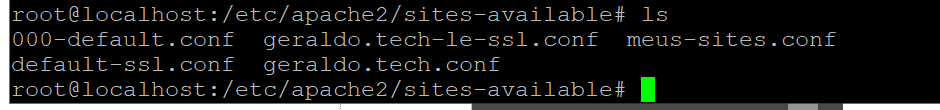 root@localhost:/etc/apache2/sites-available# ls
000-default.conf  geraldo.tech-le-ssl.conf  meus-sites.conf
default-ssl.conf  geraldo.tech.conf
root@localhost:/etc/apache2/sites-available#